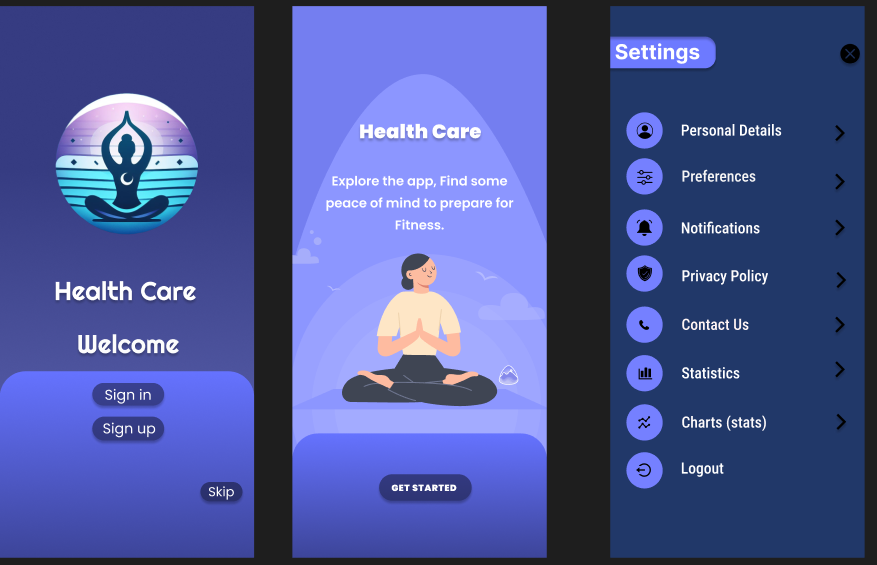 Health Care
Welcome
Sign in
Sign up
Skip
Health Care
Explore the app, Find some
peace of mind to prepare for
Fitness.
GET STARTED
Settings
Personal Details
Preferences
Notifications
Privacy Policy
Contact Us
Statistics
Charts (stats)
Logout